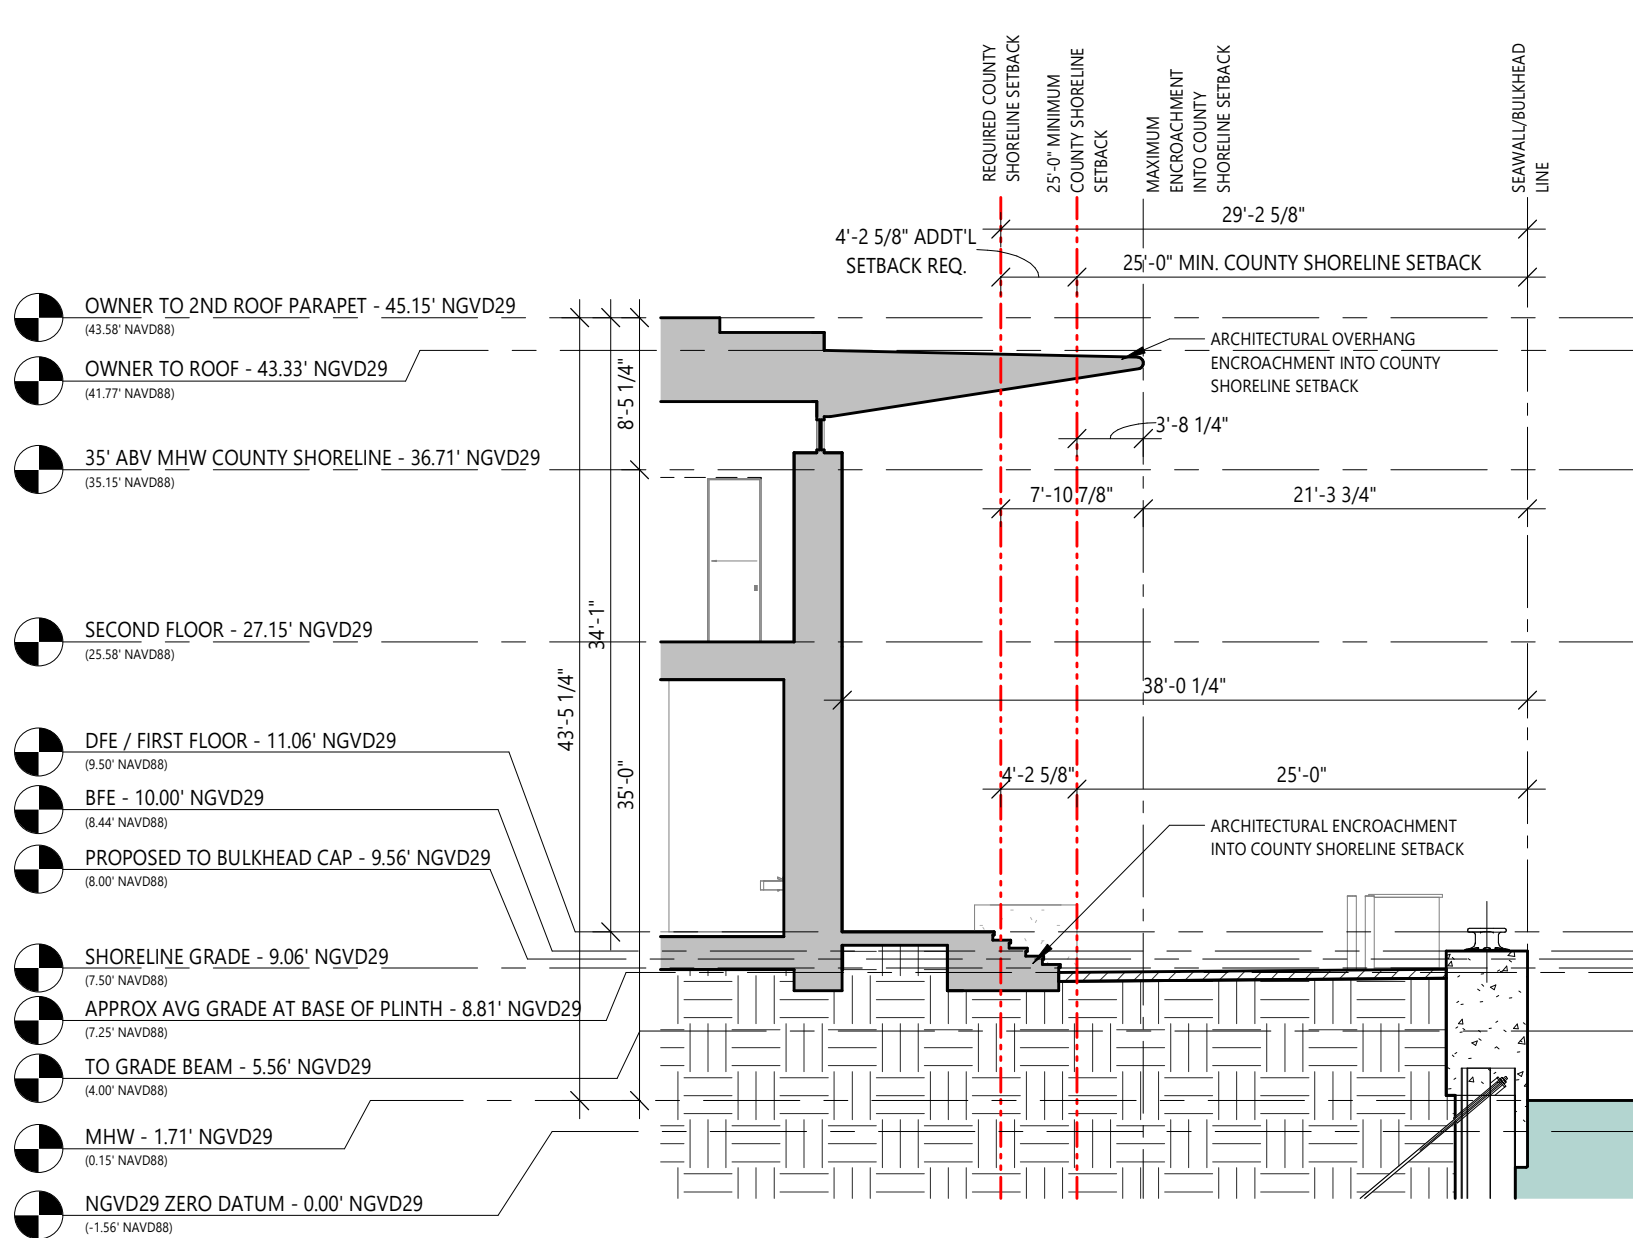 REQUIRED COUNTY
SHORELINE SETBACK
25'-0" MINIMUM
COUNTY SHORELINE
SETBACK
MAXIMUM
ENCROACHMENT
INTO COUNTY
SHORELINE SETBACK
SEAWALL/BULKHEAD
LINE
29'-2 5/8"
4'-2 5/8" ADDT'L
SETBACK REQ.
25'-0" MIN. COUNTY SHORELINE SETBACK
OWNER TO 2ND ROOF PARAPET - 45.15' NGVD29
(43.58' NAVD88)
OWNER TO ROOF - 43.33' NGVD29
(41.77' NAVD88)
ARCHITECTURAL OVERHANG
ENCROACHMENT INTO COUNTY
SHORELINE SETBACK
8'-5 1/4"
3'-8 1/4"
35' ABV MHW COUNTY SHORELINE - 36.71' NGVD29
(35.15' NAVD88)
7'-10 7/8"
21'-3 3/4"
34'-1"
SECOND FLOOR - 27.15' NGVD29
(25.58' NAVD88)
43'-5 1/4"
38'-0 1/4"
DFE / FIRST FLOOR - 11.06' NGVD29
(9.50' NAVD88)
35'-0"
4'-2 5/8"
25'-0"
BFE - 10.00' NGVD29
(8.44' NAVD88)
ARCHITECTURAL ENCROACHMENT
INTO COUNTY SHORELINE SETBACK
PROPOSED TO BULKHEAD CAP - 9.56' NGVD29
(8.00' NAVD88)
SHORELINE GRADE - 9.06' NGVD29
(7.50' NAVD88)
APPROX AVG GRADE AT BASE OF PLINTH - 8.81' NGVD29
(7.25' NAVD88)
TO GRADE BEAM - 5.56' NGVD29
(4.00' NAVD88)
MHW - 1.71' NGVD29
(0.15' NAVD88)
NGVD29 ZERO DATUM - 0.00' NGVD29
(-1.56' NAVD88)